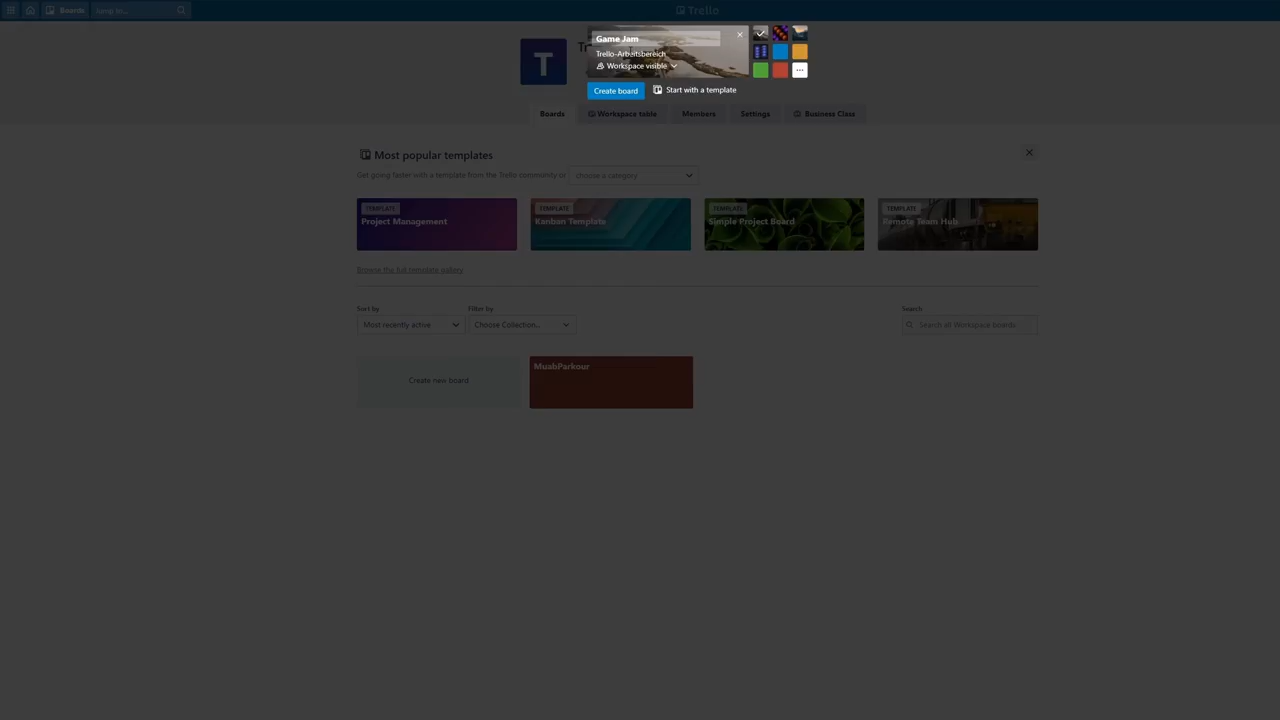 Boards
Jump to...
Trello
Game Jam
Trello-Arbeitsbereich
Workspace visible
Create board
Start with a template
T
Boards
Workspace table
Members
Settings
Business Class
Most popular templates
Get going faster with a template from the Trello community or
choose a category
TEMPLATE
Project Management
TEMPLATE
Kanban Template
TEMPLATE
Simple Project Board
TEMPLATE
Remote Team Hub
Browse the full template gallery
Sort by
Most recently active
Filter by
Choose Collection...
Search
Search all Workspace boards
Create new board
MuabParkour